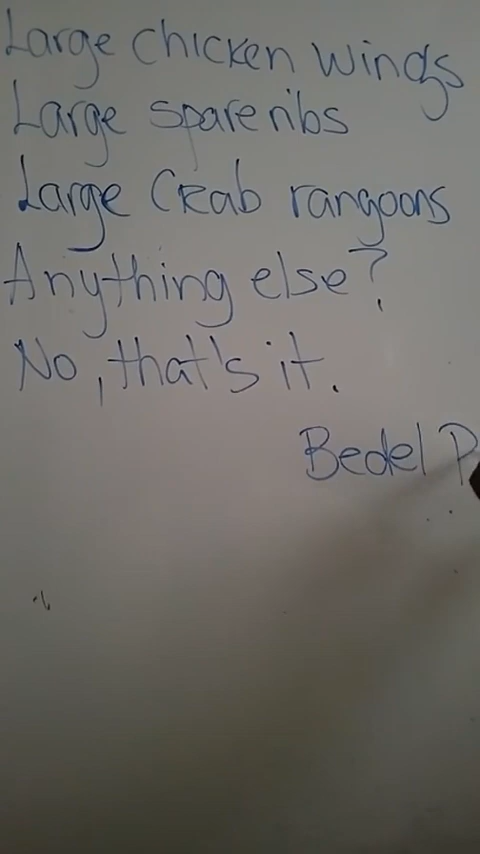 Large chicken wings
Large spare ribs
Large Crab rangoons
Anything else?
No, that's it.
Bedel P